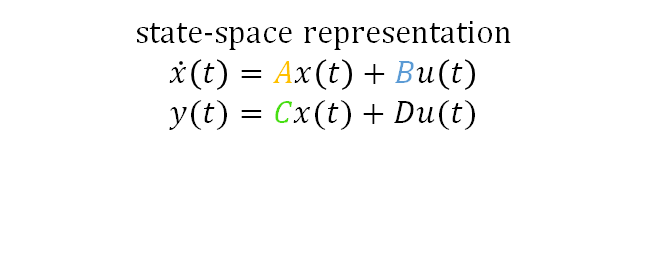 state-space representation
ẋ(t) = Ax(t) + Bu(t)
y(t) = Cx(t) + Du(t)